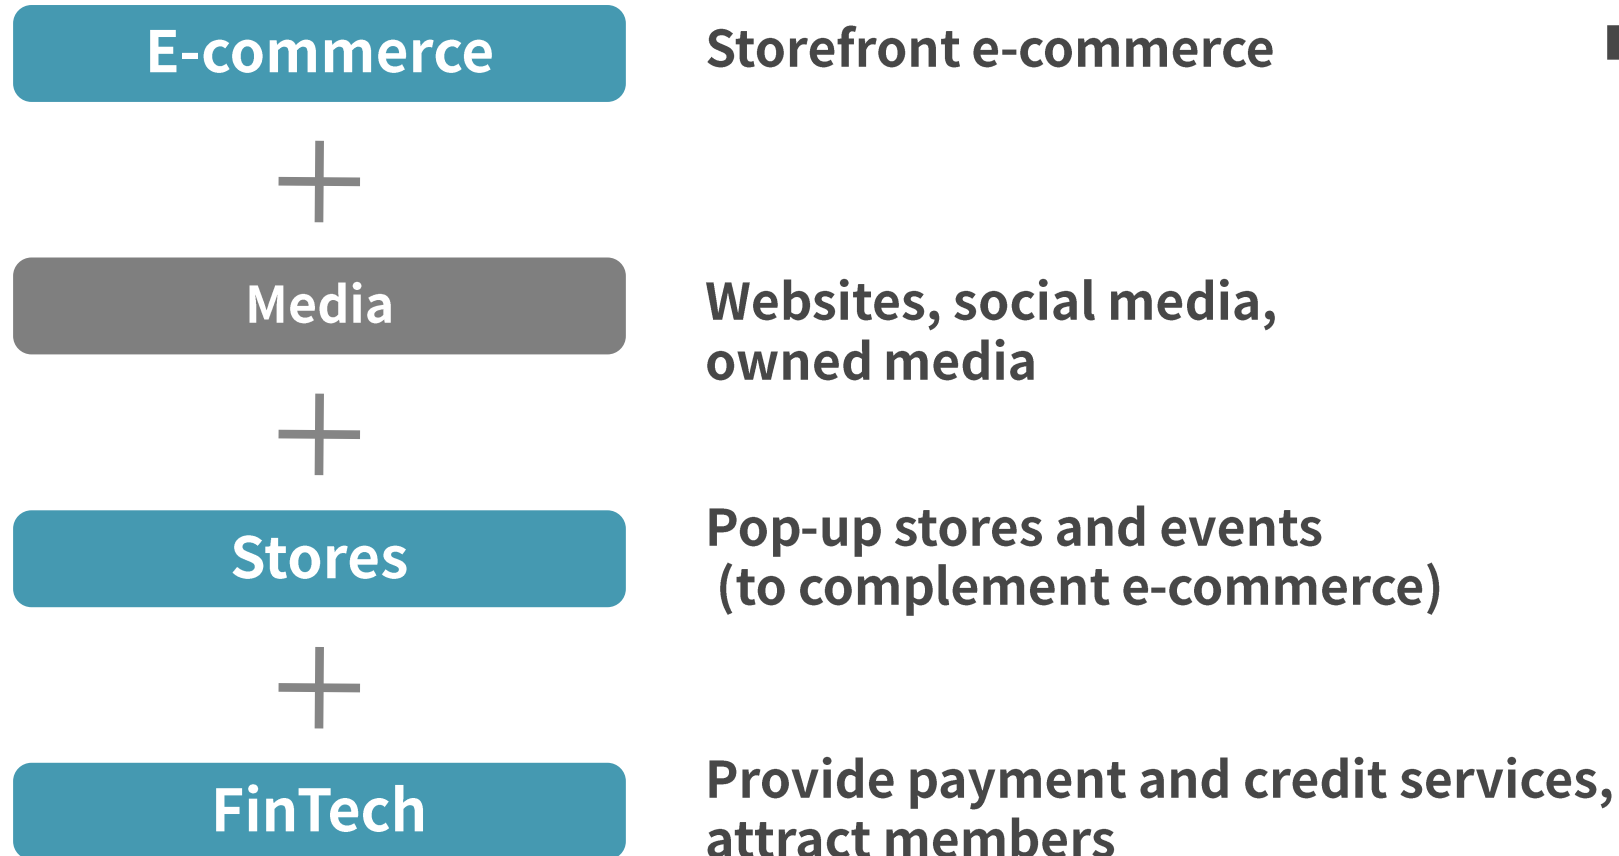 E-commerce
Storefront e-commerce
Media
Websites, social media,
owned media
Stores
Pop-up stores and events
(to complement e-commerce)
FinTech
Provide payment and credit services,
attract members